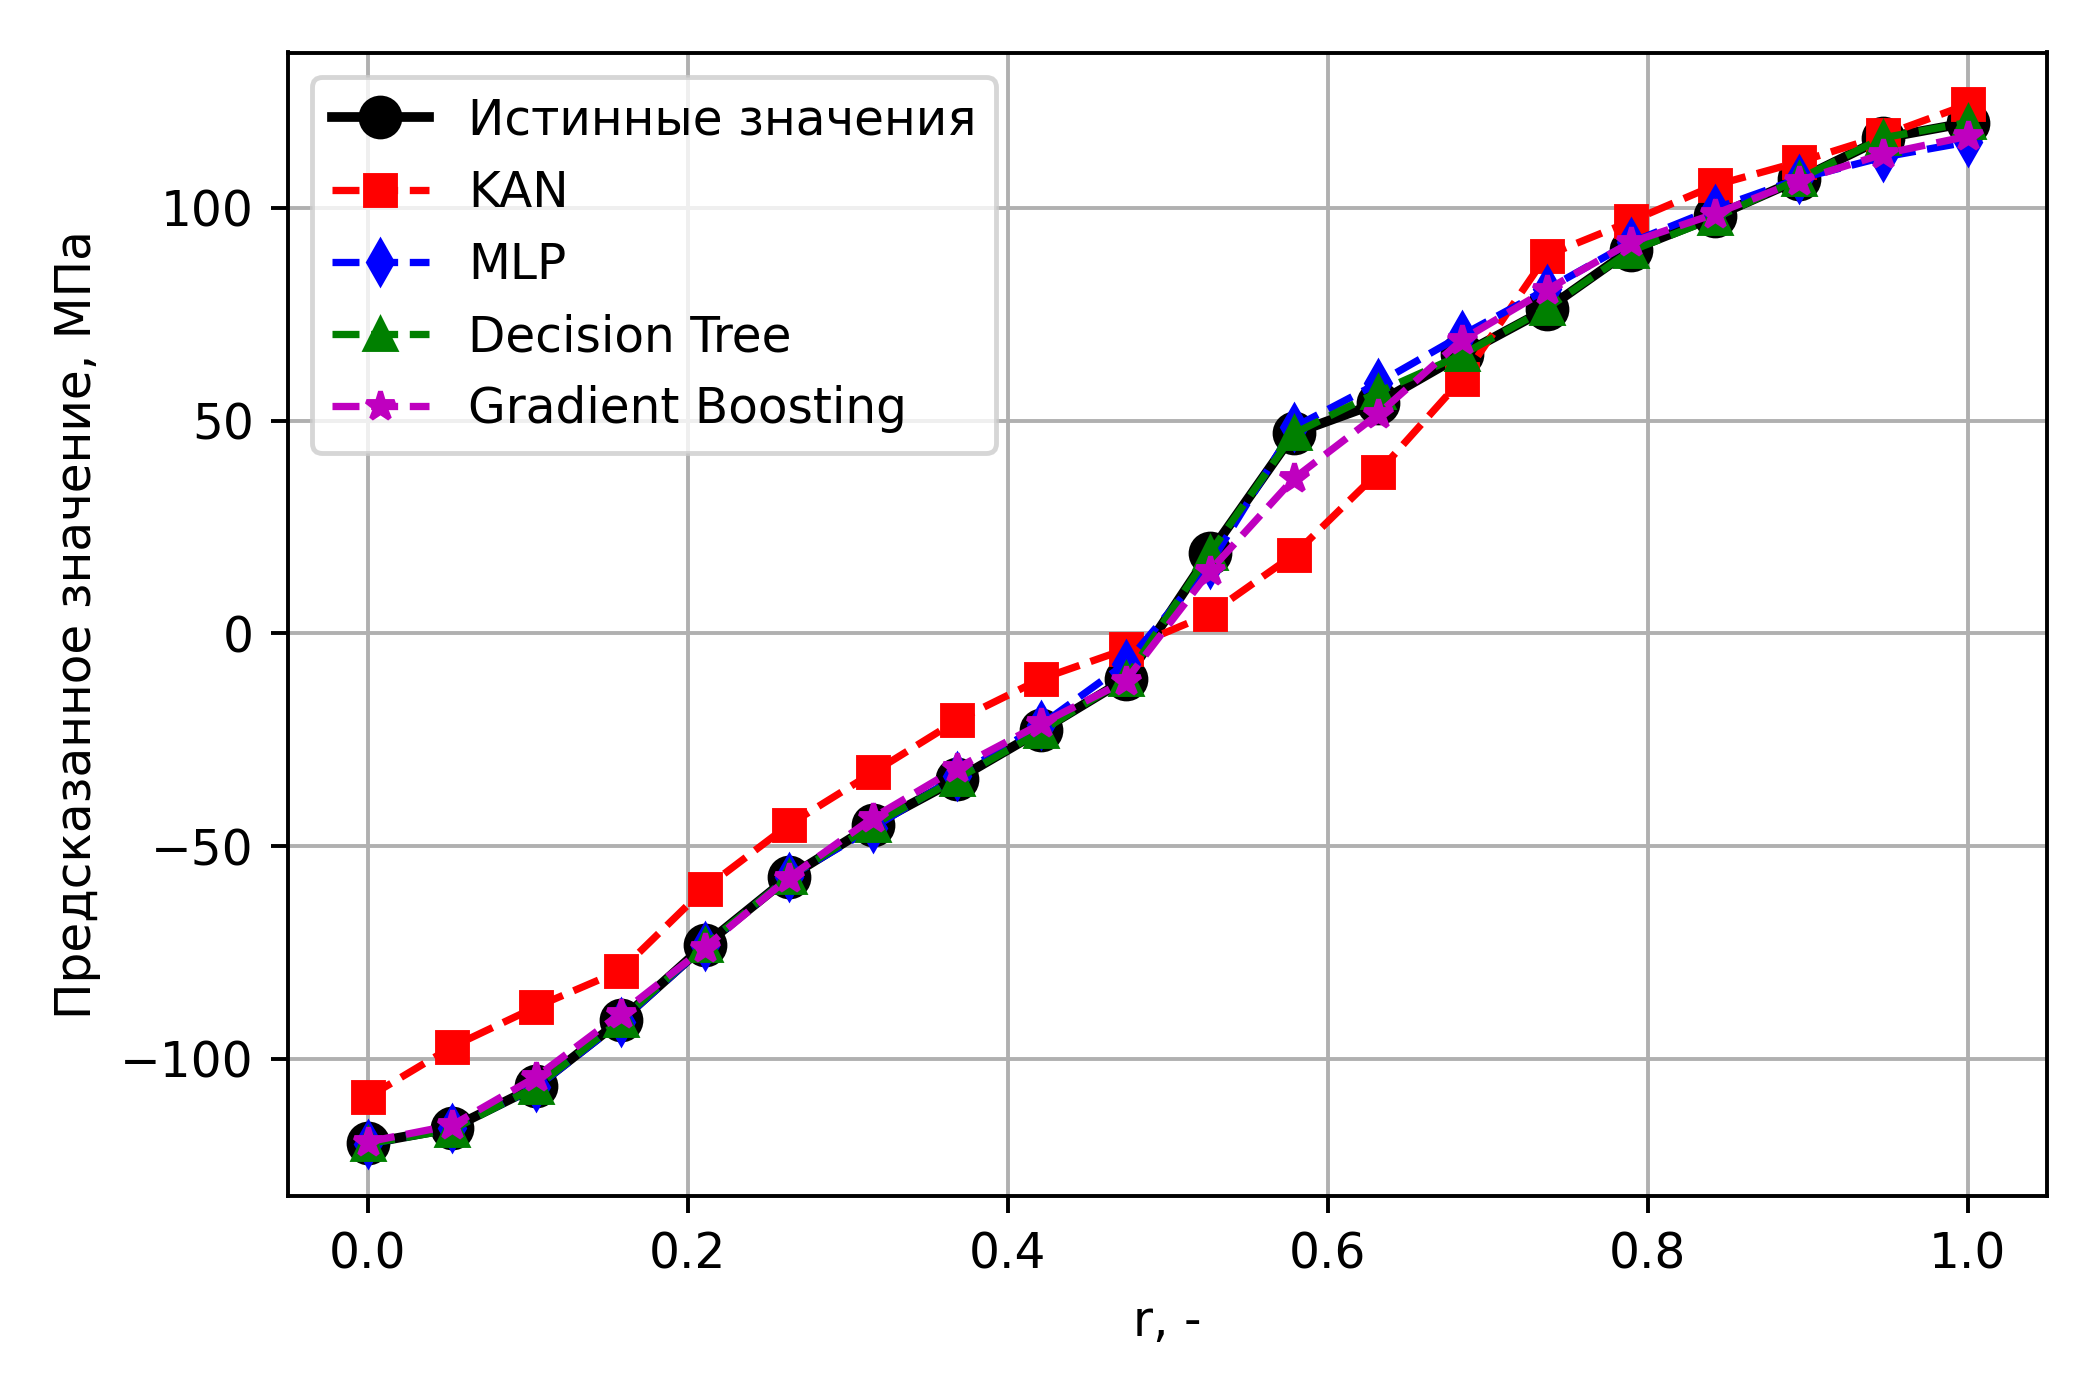 Истинные значения
KAN
MLP
Decision Tree
Gradient Boosting
Предсказанное значение, МПа
100
50
0
−50
−100
0.0 0.2 0.4 0.6 0.8 1.0
r, -